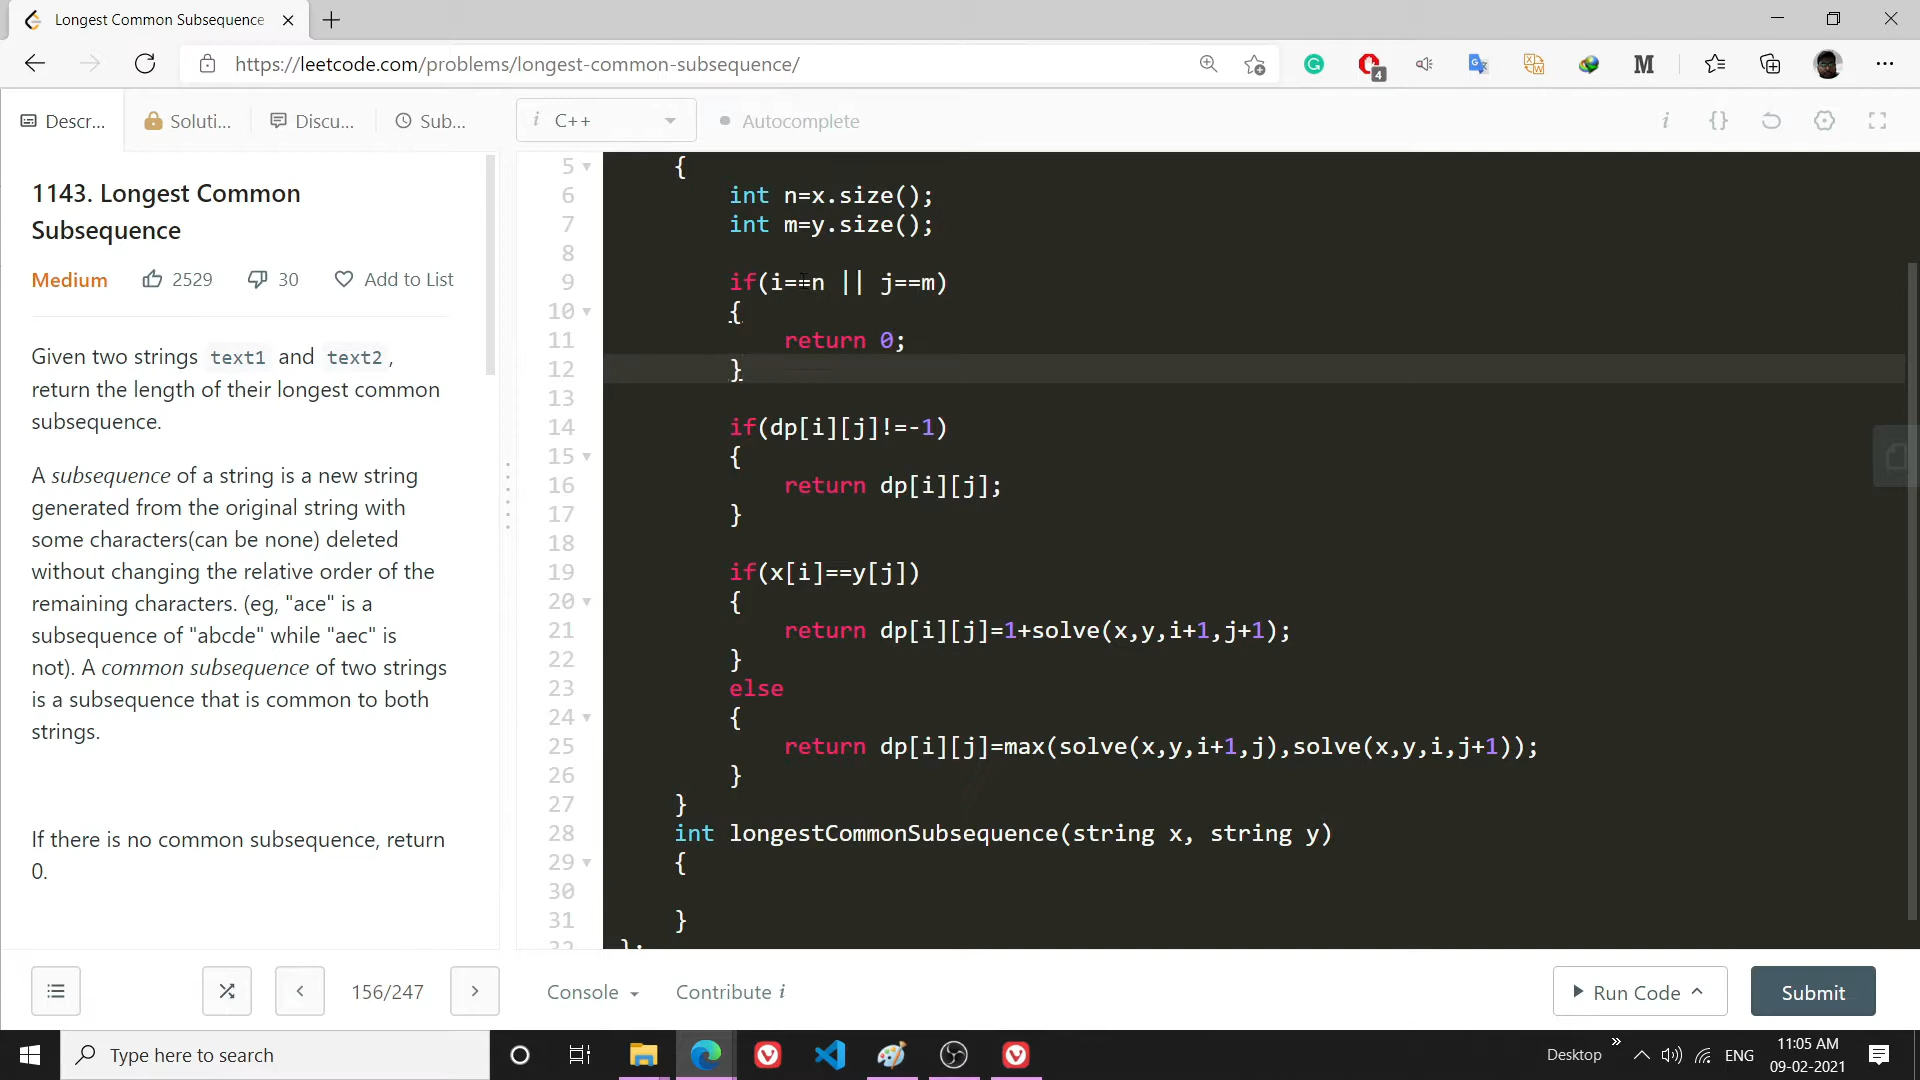 Longest Common Subsequence
https://leetcode.com/problems/longest-common-subsequence/
4
M
Descr...
Soluti...
Discu...
Sub...
i C++
Autocomplete
i {}
1143. Longest Common
Subsequence
Medium 2529 30 Add to List
Given two strings text1 and text2,
return the length of their longest common
subsequence.
A subsequence of a string is a new string
generated from the original string with
some characters(can be none) deleted
without changing the relative order of the
remaining characters. (eg, "ace" is a
subsequence of "abcde" while "aec" is
not). A common subsequence of two strings
is a subsequence that is common to both
strings.
If there is no common subsequence, return
0.
5 {
6 int n=x.size();
7 int m=y.size();
8
9 if(i==n || j==m)
10 {
11 return 0;
12 }
13
14 if(dp[i][j]!=-1)
15 {
16 return dp[i][j];
17 }
18
19 if(x[i]==y[j])
20 {
21 return dp[i][j]=1+solve(x,y,i+1,j+1);
22 }
23 else
24 {
25 return dp[i][j]=max(solve(x,y,i+1,j),solve(x,y,i,j+1));
26 }
27 }
28 int longestCommonSubsequence(string x, string y)
29 {
30
31 }
32 };
156/247
Console
Contribute i
Run Code
Submit
Type here to search
Desktop
ENG
11:05 AM
09-02-2021